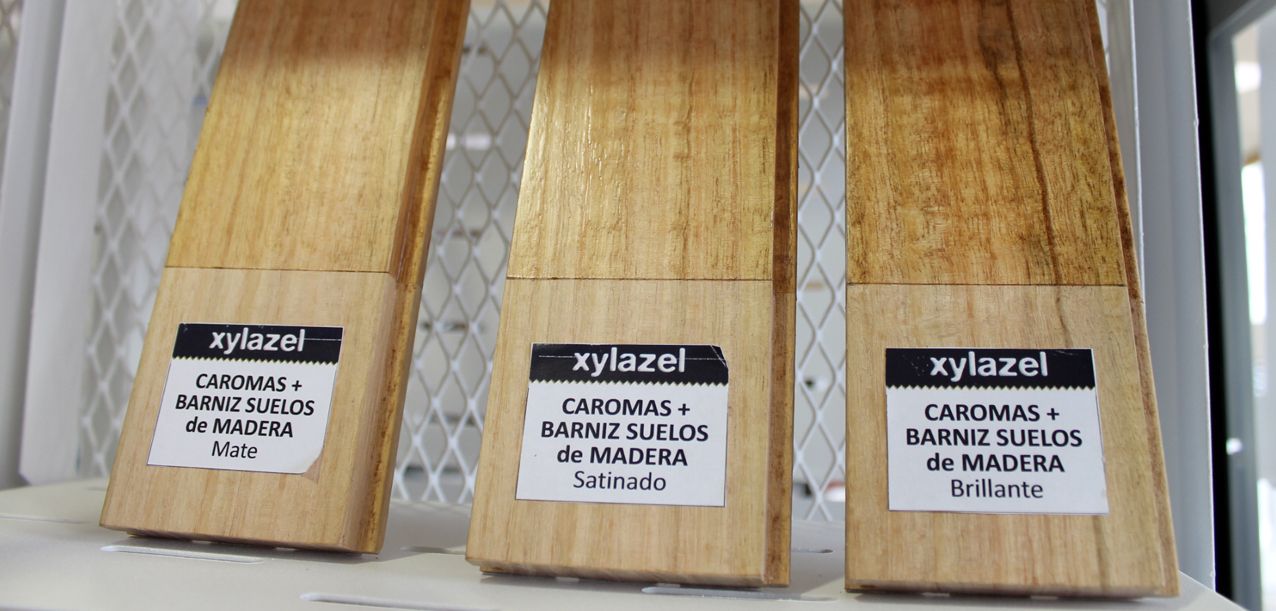 xylazel
CAROMAS +
BARNIZ SUELOS
de MADERA
Mate
xylazel
CAROMAS +
BARNIZ SUELOS
de MADERA
Satinado
xylazel
CAROMAS +
BARNIZ SUELOS
de MADERA
Brillante